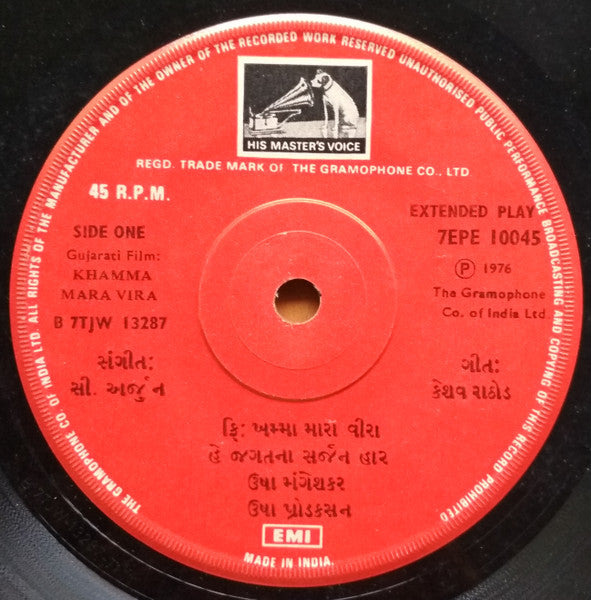 THE GRAMOPHONE CO. OF INDIA LTD. ALL RIGHTS OF THE MANUFACTURER AND OF THE OWNER OF THE RECORDED WORK RESERVED UNAUTHORISED PUBLIC PERFORMANCE BROADCASTING AND COPYING OF THIS RECORD PROHIBITED
HIS MASTER'S VOICE
REGD. TRADE MARK OF THE GRAMOPHONE CO., LTD
45 R.P.M.
SIDE ONE
Gujarati Film:
KHAMMA
MARA VIRA
B 7TJW 13287
EXTENDED PLAY
7EPE 10045
Ⓟ 1976
The Gramophone
Co. of India Ltd
સંગીત:
સી. અર્જુન
ગીત:
કેશવ રાઠોડ
ફિ: ખમ્મા મારા વીરા
હે જગતના સર્જન હાર
ઉષા મંગેશકર
ઉષા પ્રોડકસન
EMI
MADE IN INDIA.